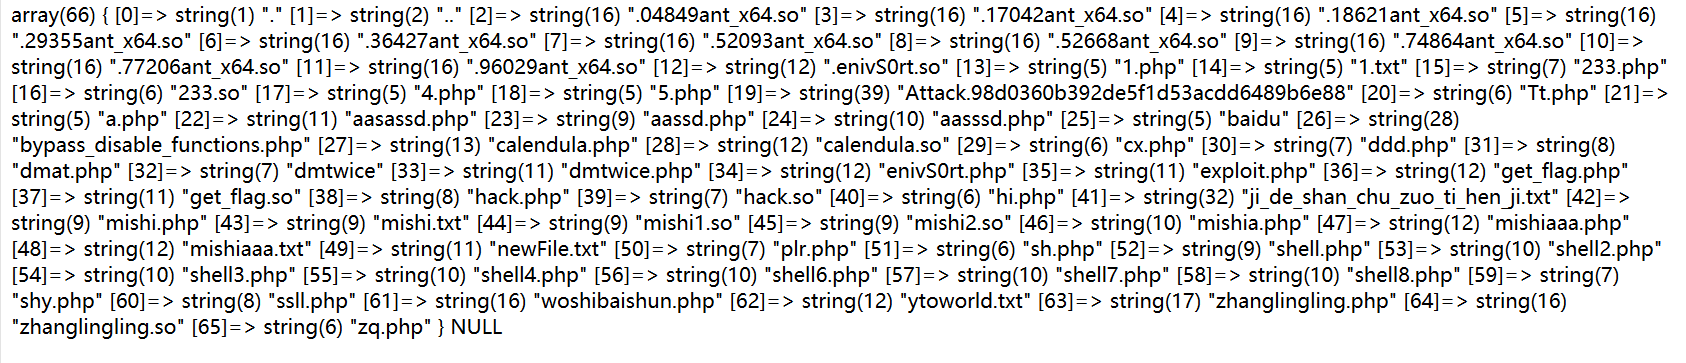 array(66) { [0]=> string(1) "." [1]=> string(2) ".." [2]=> string(16) ".04849ant_x64.so" [3]=> string(16) ".17042ant_x64.so" [4]=> string(16) ".18621ant_x64.so" [5]=> string(16)
".29355ant_x64.so" [6]=> string(16) ".36427ant_x64.so" [7]=> string(16) ".52093ant_x64.so" [8]=> string(16) ".52668ant_x64.so" [9]=> string(16) ".74864ant_x64.so" [10]=>
string(16) ".77206ant_x64.so" [11]=> string(16) ".96029ant_x64.so" [12]=> string(12) ".enivS0rt.so" [13]=> string(5) "1.php" [14]=> string(5) "1.txt" [15]=> string(7) "233.php"
[16]=> string(6) "233.so" [17]=> string(5) "4.php" [18]=> string(5) "5.php" [19]=> string(39) "Attack.98d0360b392de5f1d53acdd6489b6e88" [20]=> string(6) "Tt.php" [21]=>
string(5) "a.php" [22]=> string(11) "aasassd.php" [23]=> string(9) "aassd.php" [24]=> string(10) "aasssd.php" [25]=> string(5) "baidu" [26]=> string(28)
"bypass_disable_functions.php" [27]=> string(13) "calendula.php" [28]=> string(12) "calendula.so" [29]=> string(6) "cx.php" [30]=> string(7) "ddd.php" [31]=> string(8)
"dmat.php" [32]=> string(7) "dmtwice" [33]=> string(11) "dmtwice.php" [34]=> string(12) "enivS0rt.php" [35]=> string(11) "exploit.php" [36]=> string(12) "get_flag.php"
[37]=> string(11) "get_flag.so" [38]=> string(8) "hack.php" [39]=> string(7) "hack.so" [40]=> string(6) "hi.php" [41]=> string(32) "ji_de_shan_chu_zuo_ti_hen_ji.txt" [42]=>
string(9) "mishi.php" [43]=> string(9) "mishi.txt" [44]=> string(9) "mishi1.so" [45]=> string(9) "mishi2.so" [46]=> string(10) "mishia.php" [47]=> string(12) "mishiaaa.php"
[48]=> string(12) "mishiaaa.txt" [49]=> string(11) "newFile.txt" [50]=> string(7) "plr.php" [51]=> string(6) "sh.php" [52]=> string(9) "shell.php" [53]=> string(10) "shell2.php"
[54]=> string(10) "shell3.php" [55]=> string(10) "shell4.php" [56]=> string(10) "shell6.php" [57]=> string(10) "shell7.php" [58]=> string(10) "shell8.php" [59]=> string(7)
"shy.php" [60]=> string(8) "ssll.php" [61]=> string(16) "woshibaishun.php" [62]=> string(12) "ytoworld.txt" [63]=> string(17) "zhanglingling.php" [64]=> string(16)
"zhanglingling.so" [65]=> string(6) "zq.php" } NULL